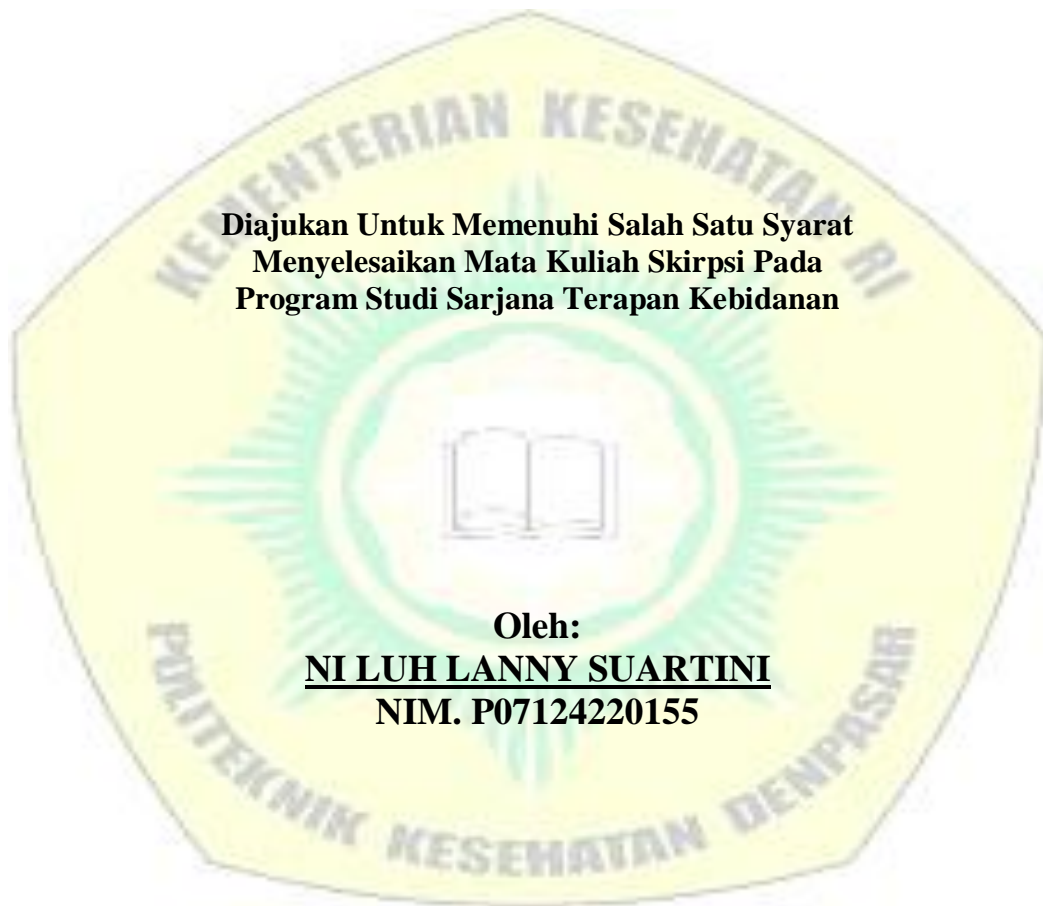 KEMENTERIAN KESEHATAN RI
Diajukan Untuk Memenuhi Salah Satu Syarat
Menyelesaikan Mata Kuliah Skirpsi Pada
Program Studi Sarjana Terapan Kebidanan
Oleh:
NI LUH LANNY SUARTINI
NIM. P07124220155
POLITEKNIK KESEHATAN DENPASAR